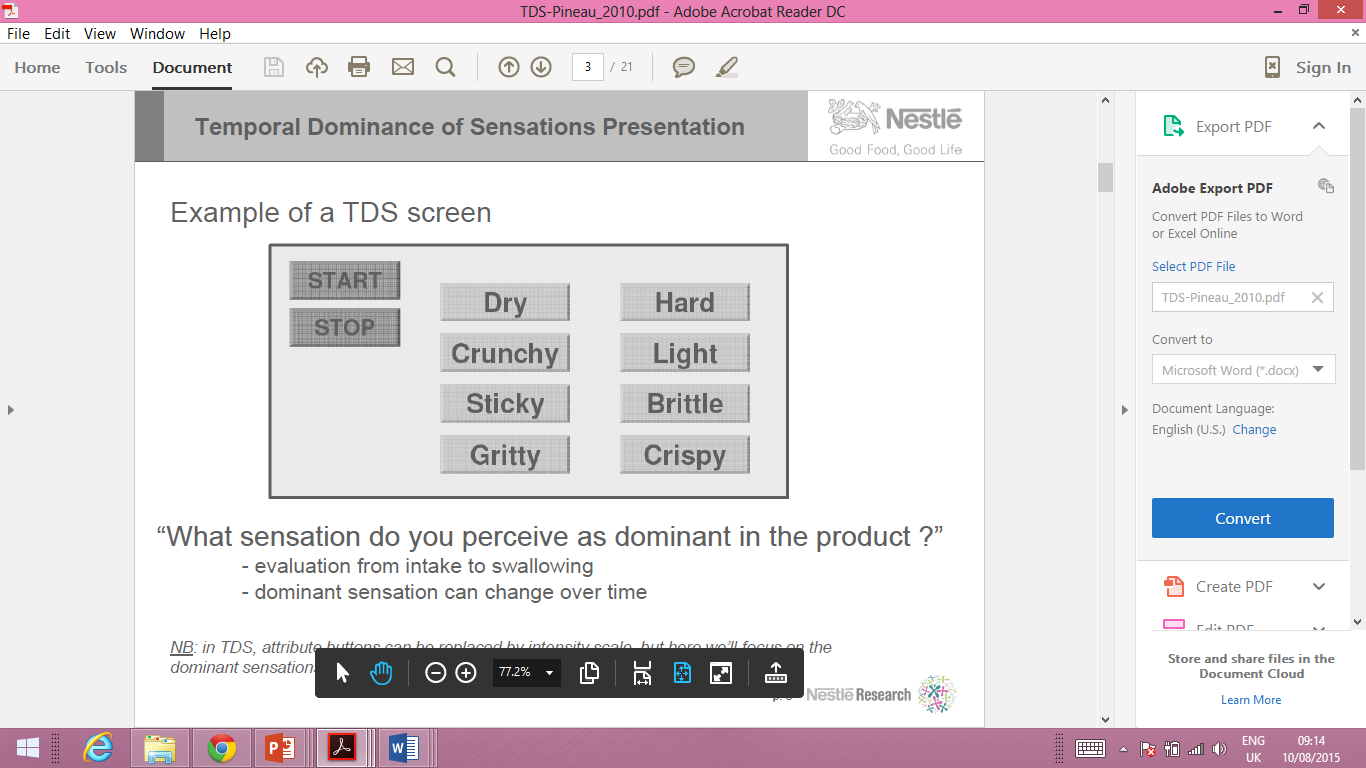 TDS-Pineau_2010.pdf - Adobe Acrobat Reader DC
File Edit View Window Help
Home Tools Document 3 / 21 Sign In
Temporal Dominance of Sensations Presentation
Nestlé
Good Food, Good Life
Example of a TDS screen
START
STOP
Dry Hard
Crunchy Light
Sticky Brittle
Gritty Crispy
“What sensation do you perceive as dominant in the product ?”
- evaluation from intake to swallowing
- dominant sensation can change over time
NB: in TDS, attribute buttons can be replaced by intensity scale, but here we’ll focus on the
dominant sensations
77.2%
Nestlé Research
Export PDF
Adobe Export PDF
Convert PDF Files to Word
or Excel Online
Select PDF File
TDS-Pineau_2010.pdf
Convert to
Microsoft Word (*.docx)
Document Language:
English (U.S.) Change
Convert
Create PDF
Edit PDF
Store and share files in the
Document Cloud
Learn More
ENG 09:14
UK 10/08/2015